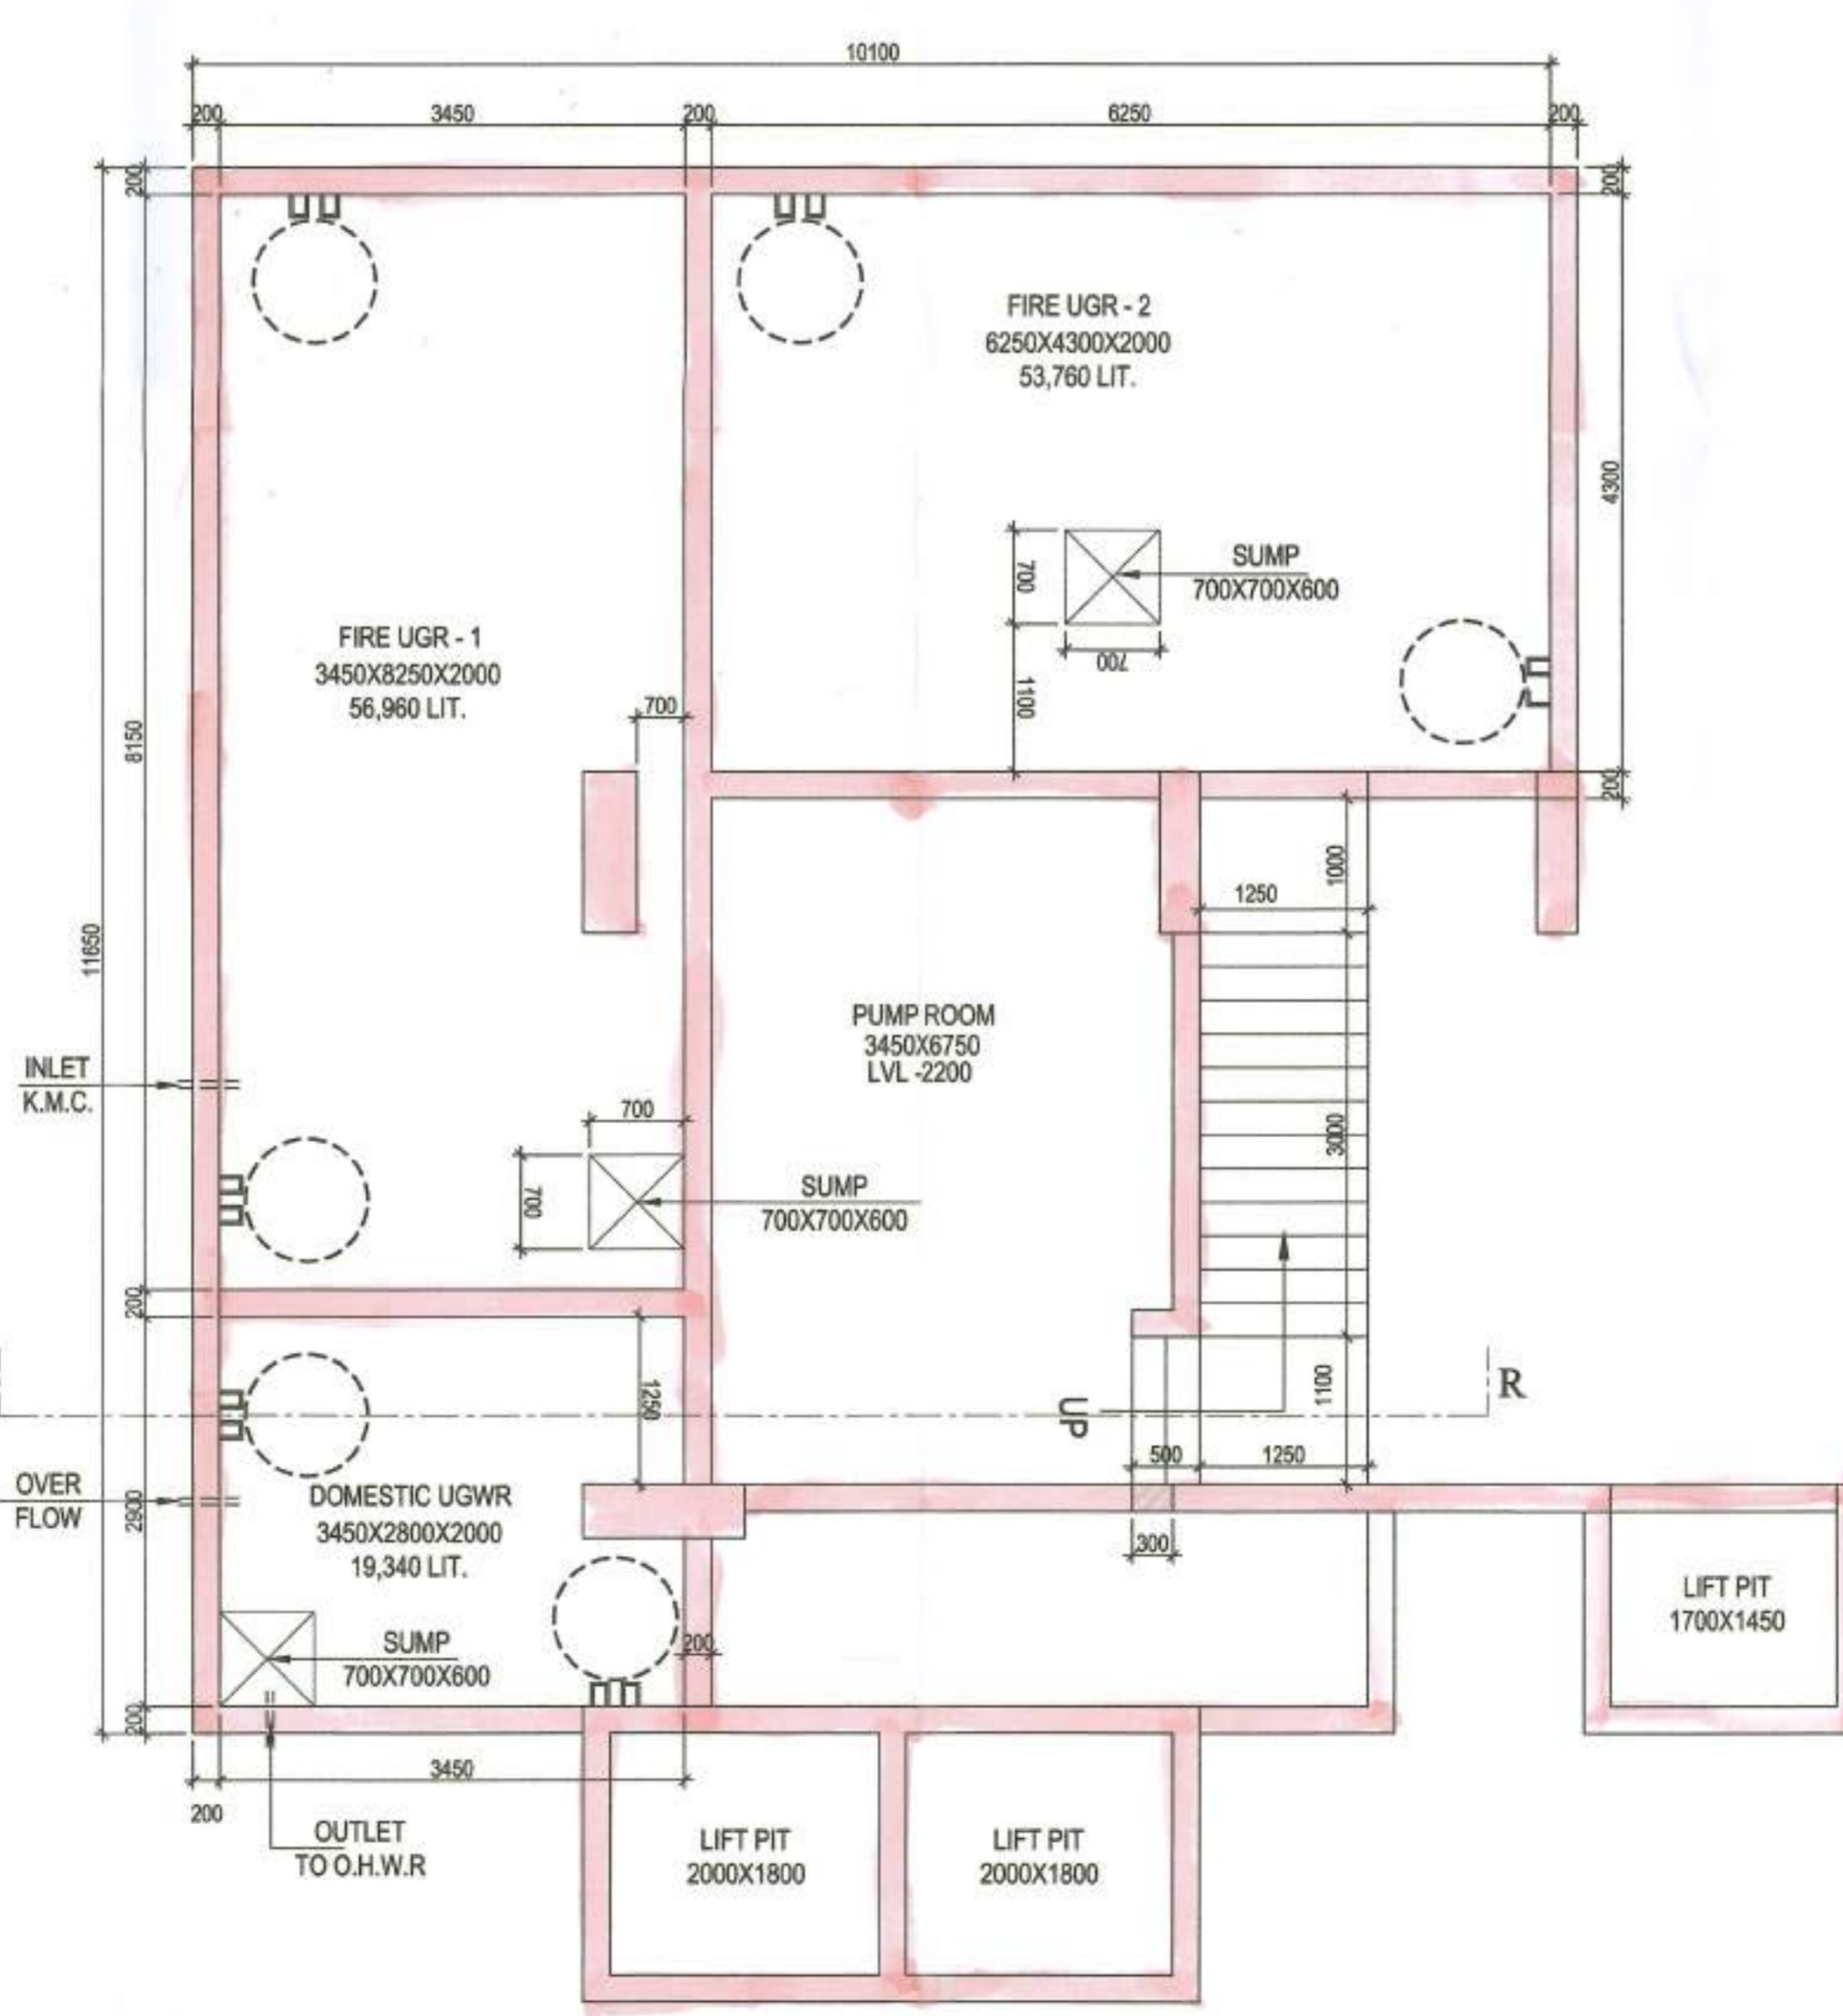 10100
200
3450
200
6250
200
200
200
FIRE UGR - 2
6250X4300X2000
53,760 LIT.
4300
SUMP
700X700X600
700
700
1100
FIRE UGR - 1
3450X8250X2000
56,960 LIT.
700
8150
200
1000
1250
11650
PUMP ROOM
3450X6750
LVL -2200
INLET
K.M.C.
700
700
3000
SUMP
700X700X600
200
1250
1100
R
UP
500
1250
OVER
FLOW
2900
DOMESTIC UGWR
3450X2800X2000
19,340 LIT.
300
LIFT PIT
1700X1450
SUMP
700X700X600
200
200
3450
200
OUTLET
TO O.H.W.R
LIFT PIT
2000X1800
LIFT PIT
2000X1800